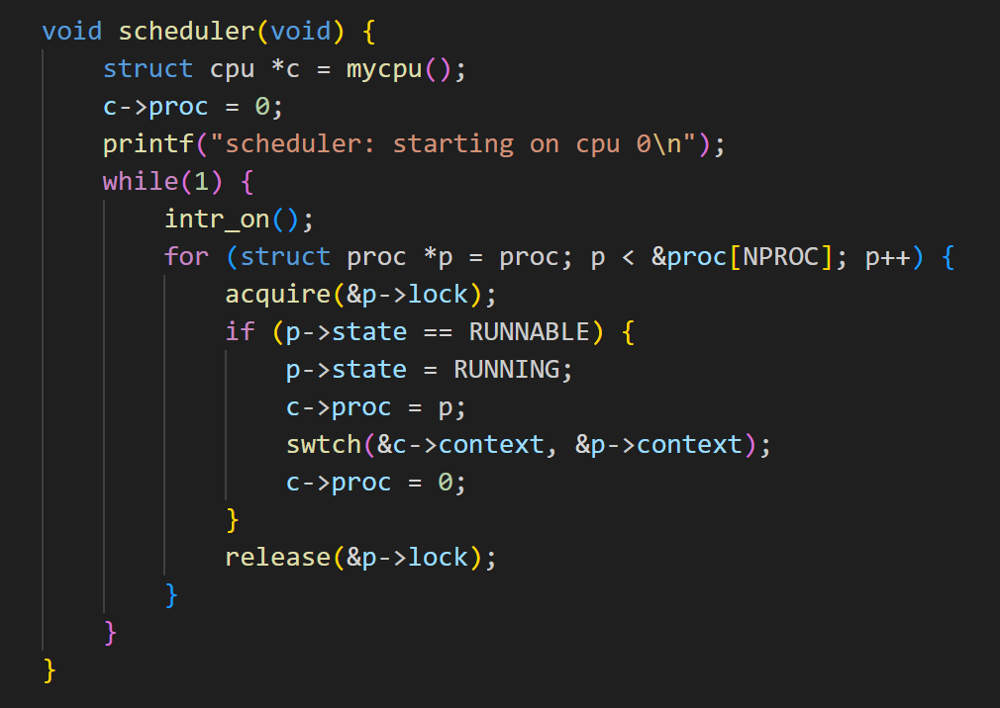 void scheduler(void) {
    struct cpu *c = mycpu();
    c->proc = 0;
    printf("scheduler: starting on cpu 0\n");
    while(1) {
        intr_on();
        for (struct proc *p = proc; p < &proc[NPROC]; p++) {
            acquire(&p->lock);
            if (p->state == RUNNABLE) {
                p->state = RUNNING;
                c->proc = p;
                swtch(&c->context, &p->context);
                c->proc = 0;
            }
            release(&p->lock);
        }
    }
}